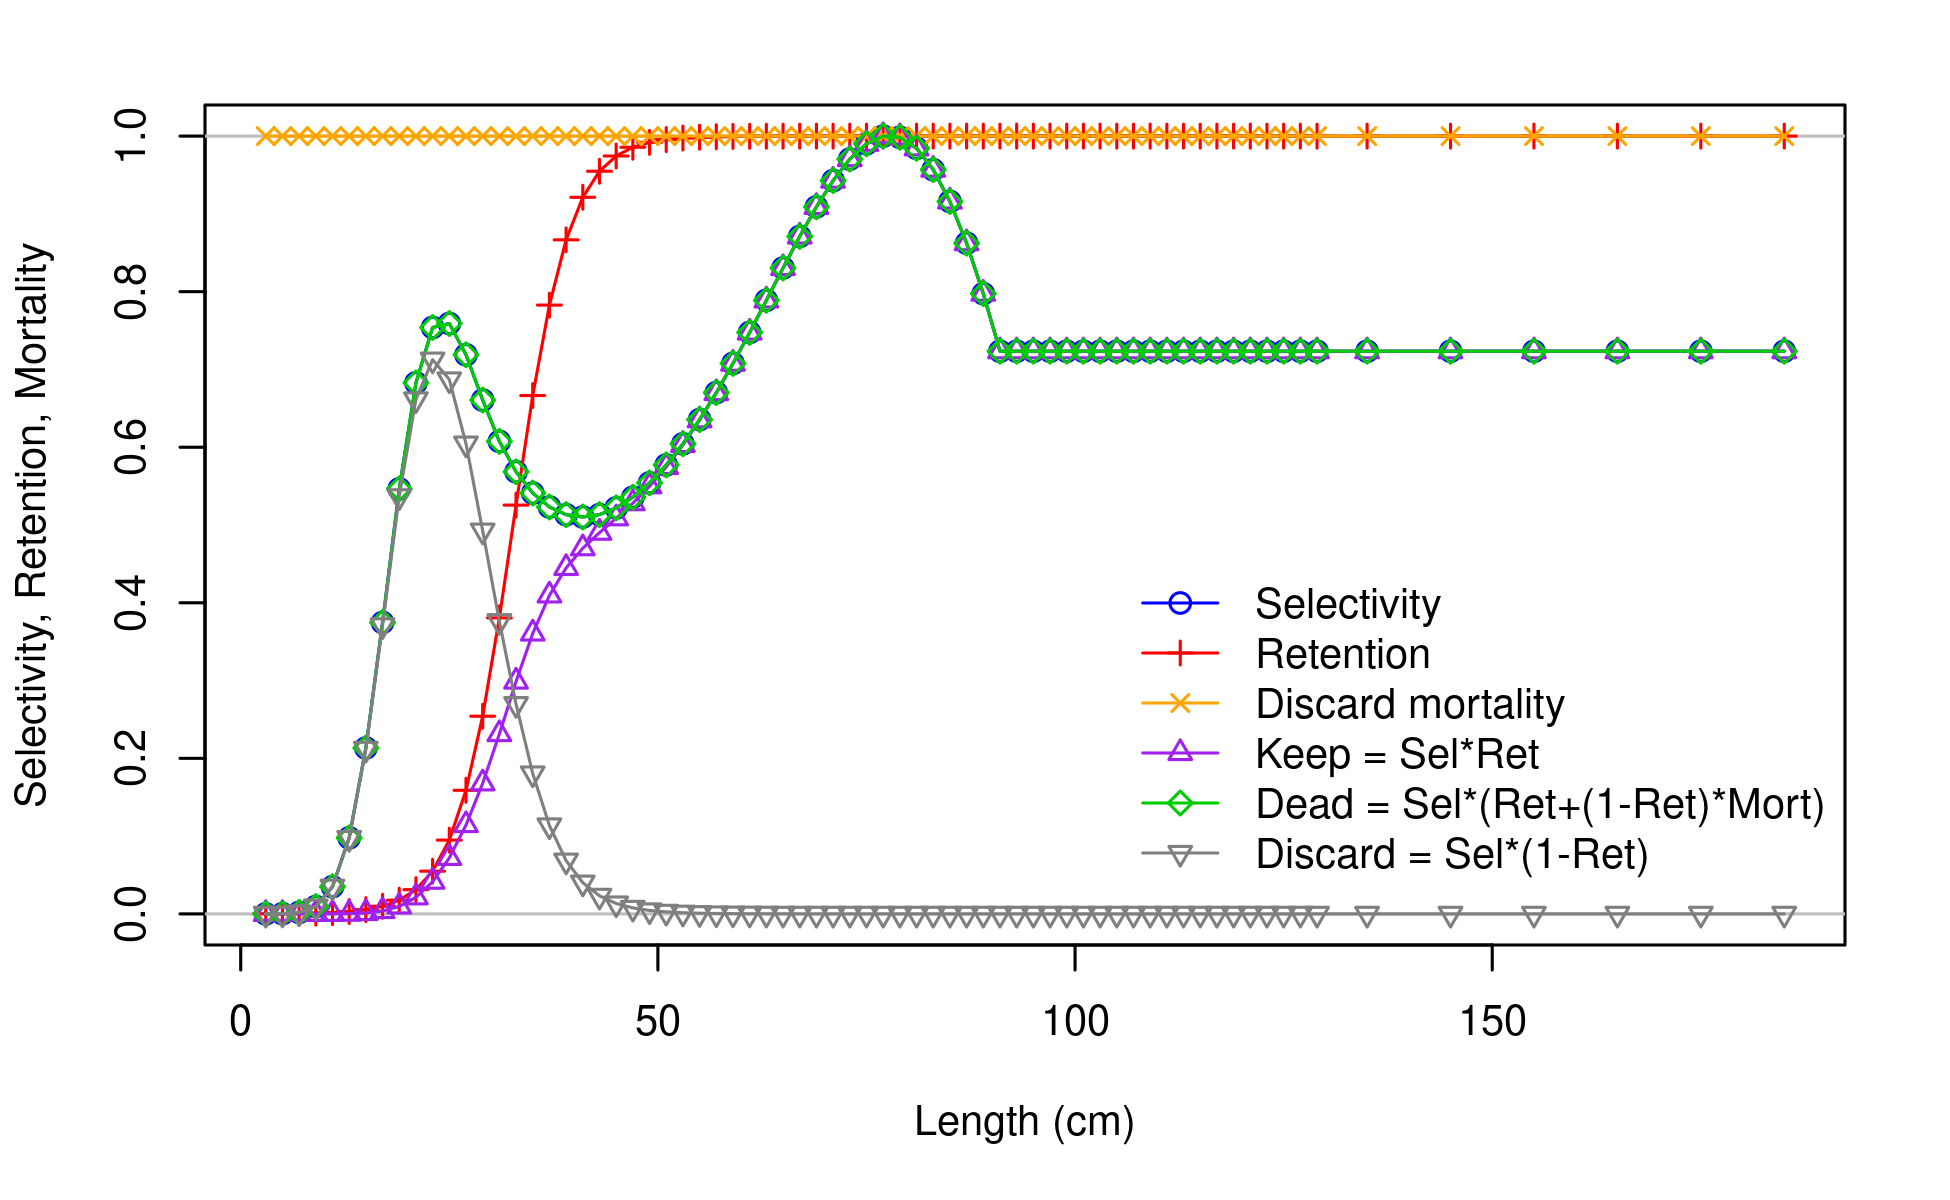 Selectivity, Retention, Mortality
1.0
0.8
0.6
0.4
0.2
0.0
Selectivity
Retention
Discard mortality
Keep = Sel*Ret
Dead = Sel*(Ret+(1-Ret)*Mort)
Discard = Sel*(1-Ret)
0 50 100 150
Length (cm)